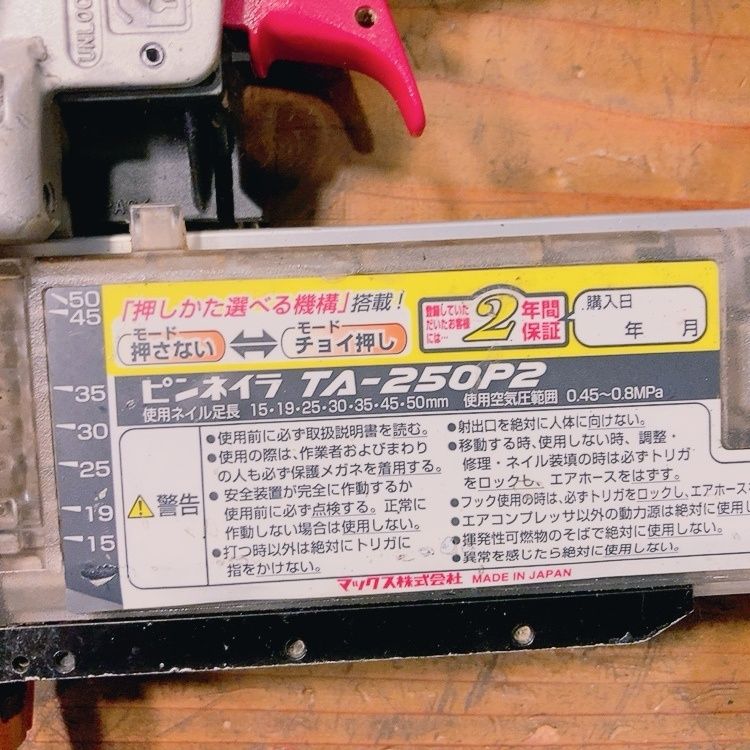 UNLOC
「押しかた選べる機構」搭載!
モード
押さない
モード
チョイ押し
登録していた
だいたお客様
には…
2年間
保証
購入日
年 月
ピンネイラ TA-250P2
使用ネイル足長 15・19・25・30・35・45・50mm 使用空気圧範囲 0.45~0.8MPa
50
45
35
30
25
19
15
警告
●使用前に必ず取扱説明書を読む。
●使用の際は、作業者およびまわり
の人も必ず保護メガネを着用する。
●安全装置が完全に作動するか
使用前に必ず点検する。正常に
作動しない場合は使用しない。
●打つ時以外は絶対にトリガに
指をかけない。
●射出口を絶対に人体に向けない。
●移動する時、使用しない時、調整・
修理・ネイル装填の時は必ずトリガ
をロックし、エアホースをはずす。
●フック使用の時は、必ずトリガをロックし、エアホース
●エアコンプレッサ以外の動力源は絶対に使用し
●揮発性可燃物のそばで絶対に使用しない。
●異常を感じたら絶対に使用しない。
マックス株式会社 MADE IN JAPAN